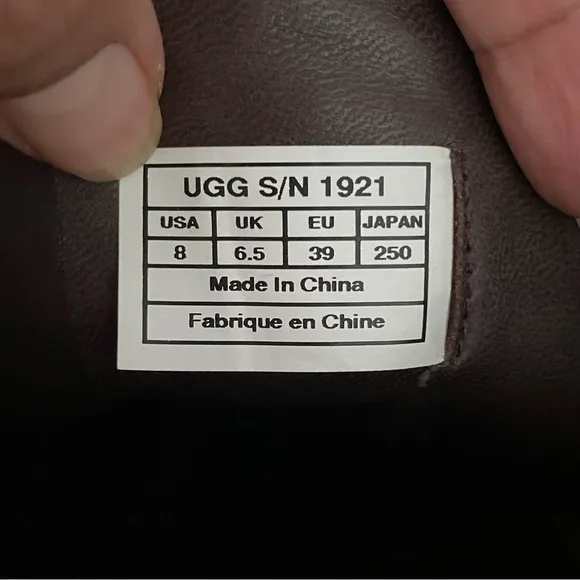 UGG S/N 1921
USA UK EU JAPAN
8 6.5 39 250
Made In China
Fabrique en Chine